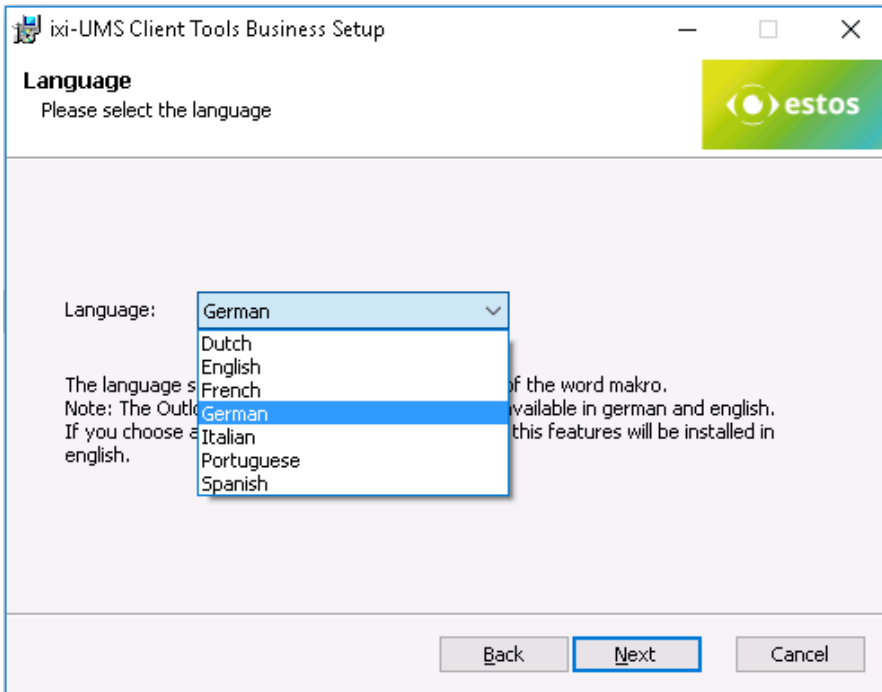 ixi-UMS Client Tools Business Setup
Language
Please select the language
estos
Language:
German
Dutch
English
French
German
Italian
Portuguese
Spanish
The language s of the word makro.
Note: The Outlo vailable in german and english.
If you choose a this features will be installed in
english.
Back
Next
Cancel